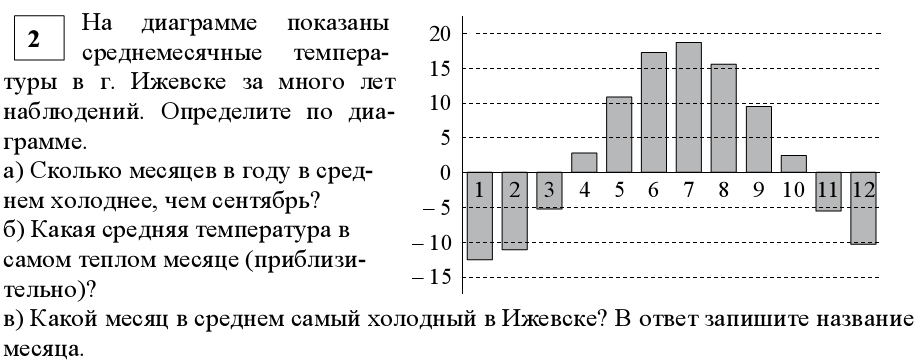 2
На диаграмме показаны
среднемесячные темпера-
туры в г. Ижевске за много лет
наблюдений. Определите по диа-
грамме.
а) Сколько месяцев в году в сред-
нем холоднее, чем сентябрь?
б) Какая средняя температура в
самом теплом месяце (приблизи-
тельно)?
в) Какой месяц в среднем самый холодный в Ижевске? В ответ запишите название
месяца.
20
15
10
5
0
– 5
– 10
– 15
1 2 3 4 5 6 7 8 9 10 11 12